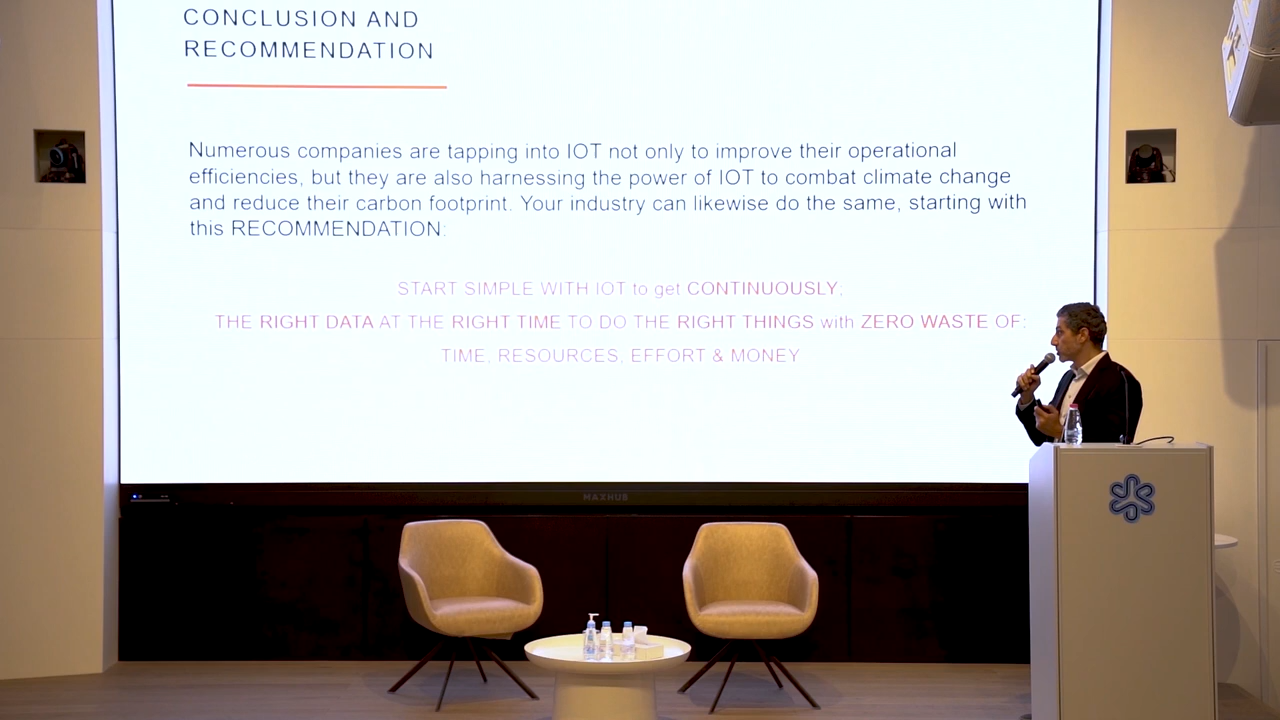 CONCLUSION AND
RECOMMENDATION
Numerous companies are tapping into IOT not only to improve their operational
efficiencies, but they are also harnessing the power of IOT to combat climate change
and reduce their carbon footprint. Your industry can likewise do the same, starting with
this RECOMMENDATION:
START SIMPLE WITH IOT to get CONTINUOUSLY;
THE RIGHT DATA AT THE RIGHT TIME TO DO THE RIGHT THINGS with ZERO WASTE OF:
TIME, RESOURCES, EFFORT & MONEY
MAXHUB